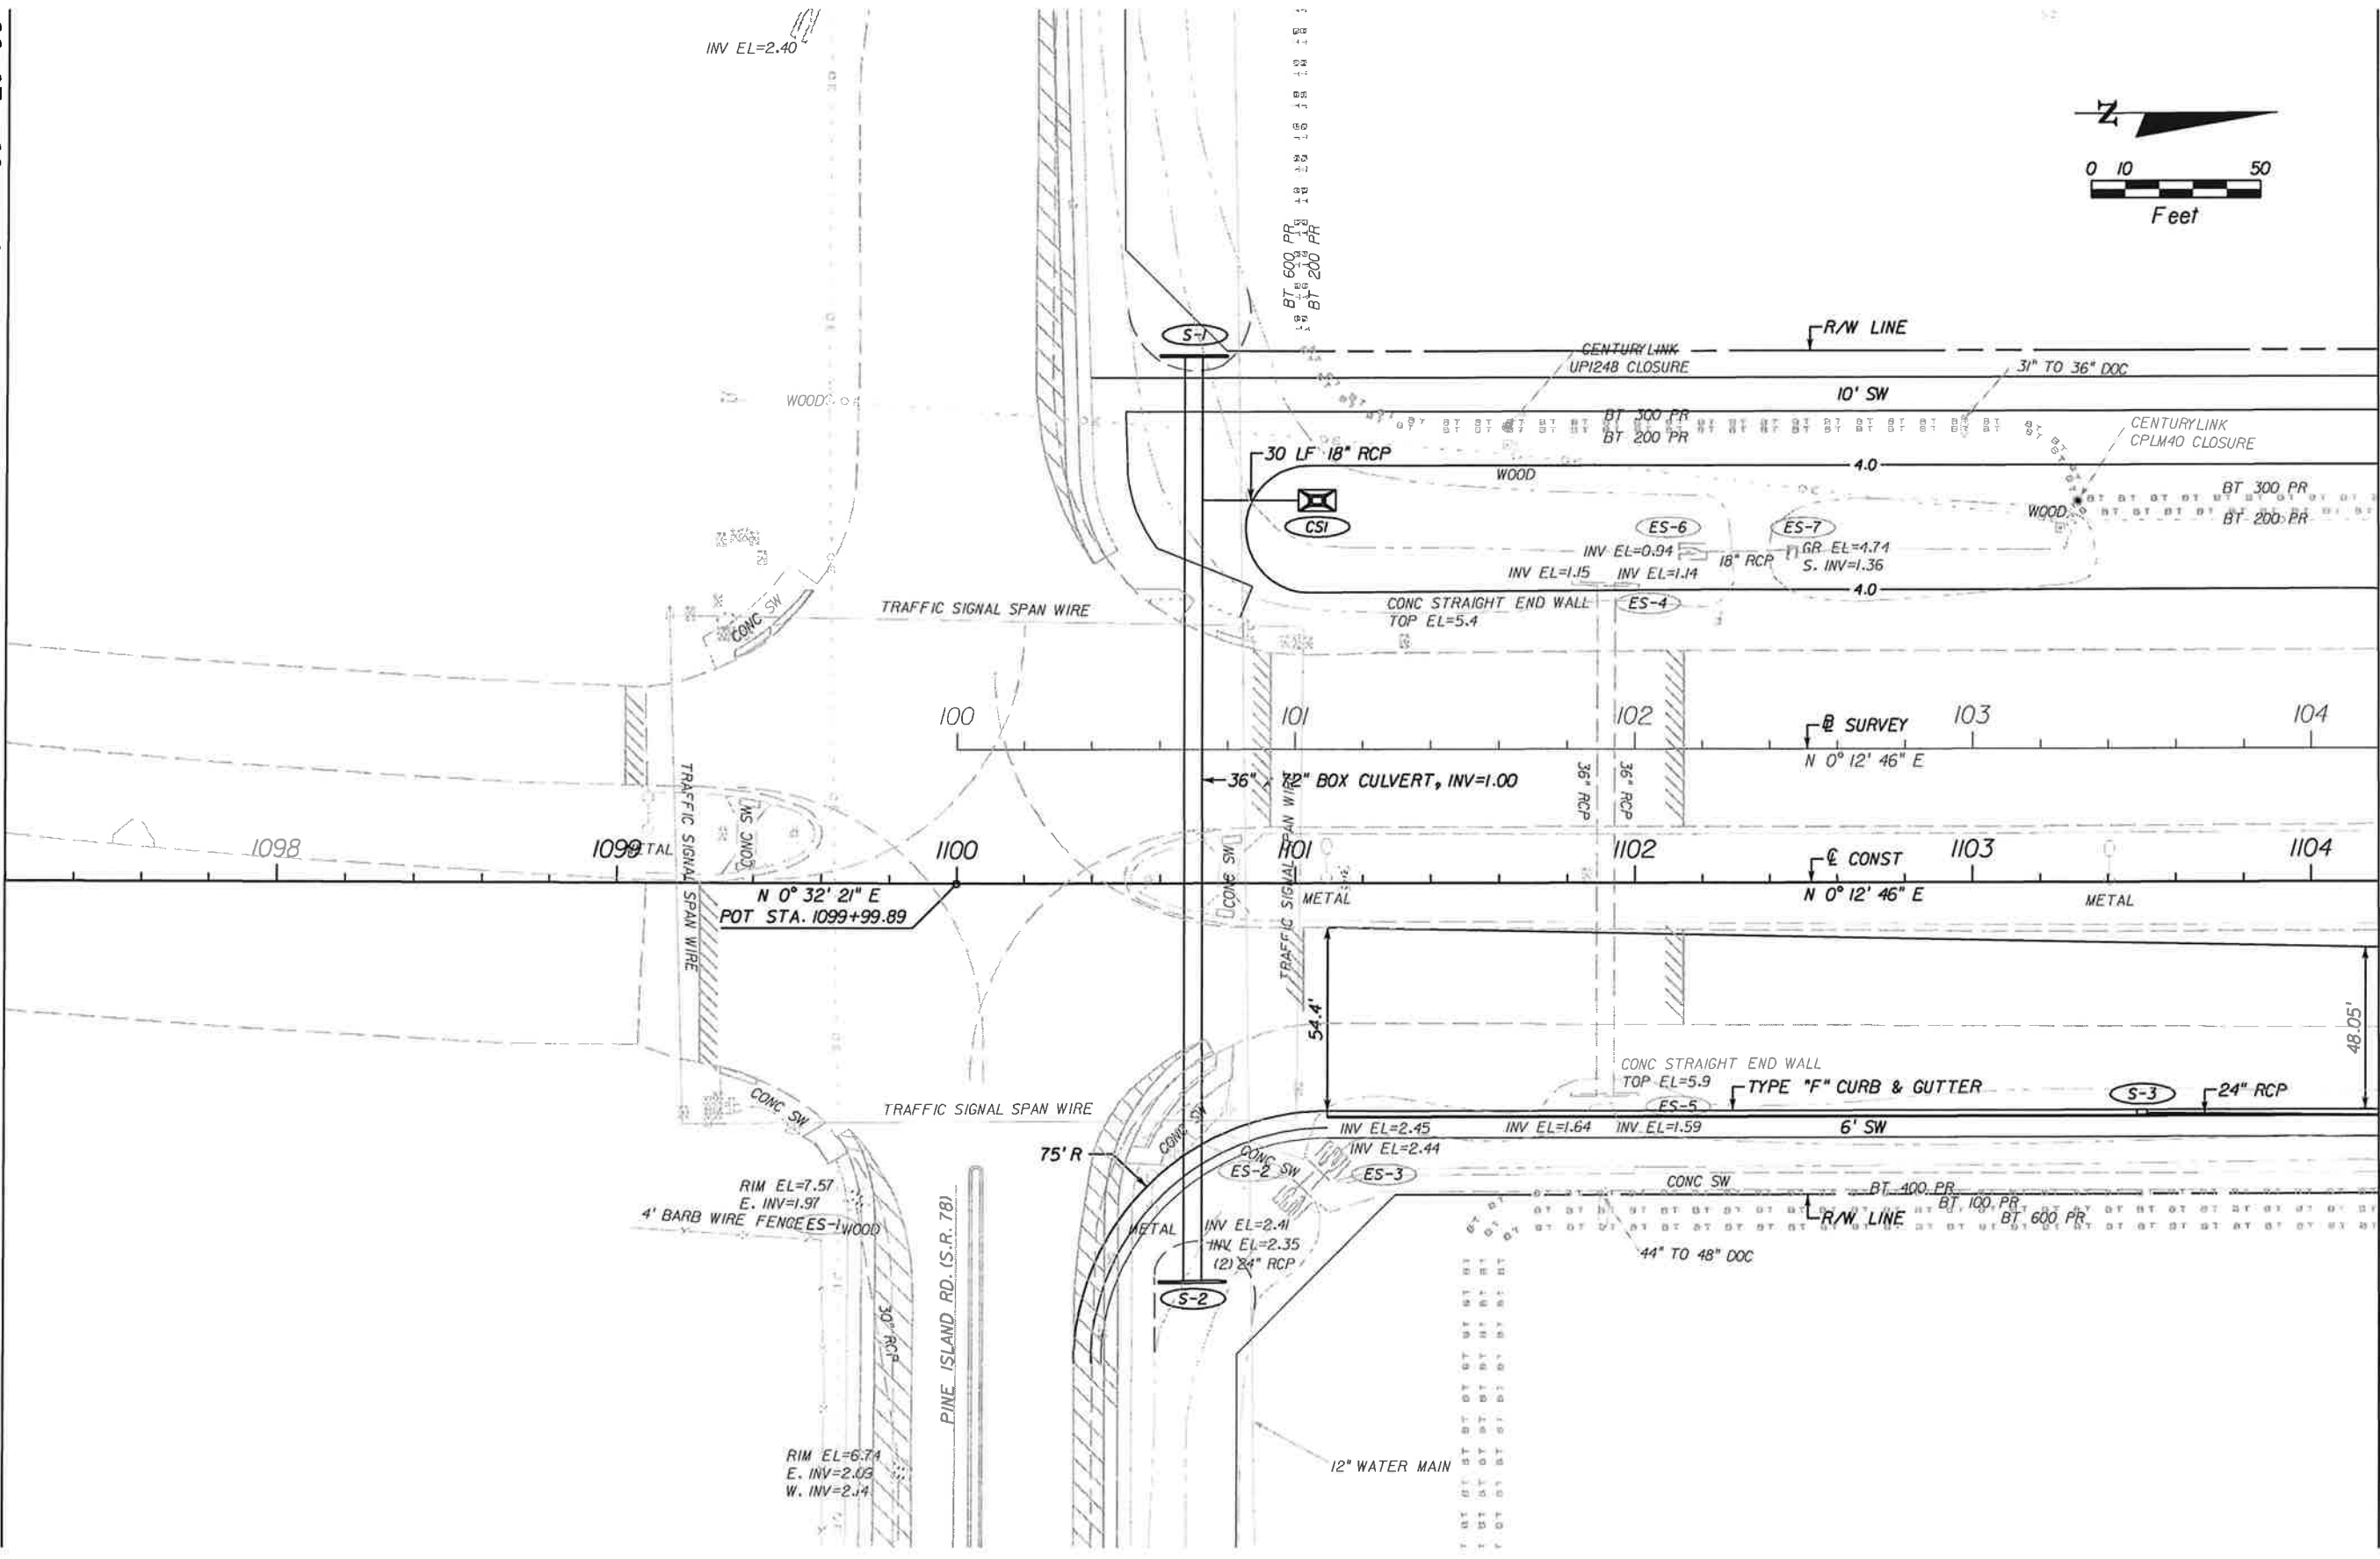 INV EL=2.40
Z
0 10 50
Feet
BT 600 PR
BT 200 PR
S-1
R/W LINE
CENTURYLINK
UP1248 CLOSURE
31" TO 36" DOC
10' SW
WOOD
BT 300 PR
BT 200 PR
CENTURYLINK
CPLM40 CLOSURE
30 LF 18" RCP
WOOD
4.0
CS1
ES-6
ES-7
WOOD
BT 300 PR
BT 200 PR
INV EL=0.94
18" RCP
GR EL=4.74
S. INV=1.36
INV EL=1.15
INV EL=1.14
4.0
CONC STRAIGHT END WALL
TOP EL=5.4
ES-4
CONC SW
TRAFFIC SIGNAL SPAN WIRE
100
101
102
103
104
℄ SURVEY
N 0° 12' 46" E
36" x 72" BOX CULVERT, INV=1.00
36" RCP
36" RCP
TRAFFIC SIGNAL SPAN WIRE
TRAFFIC SIGNAL SPAN WIRE
CONC SW
CONC SW
1098
1099
METAL
1100
1101
1102
1103
1104
℄ CONST
N 0° 12' 46" E
METAL
METAL
N 0° 32' 21" E
POT STA. 1099+99.89
54.4'
48.05'
CONC STRAIGHT END WALL
TOP EL=5.9
TYPE "F" CURB & GUTTER
S-3
24" RCP
ES-5
CONC SW
TRAFFIC SIGNAL SPAN WIRE
CONC SW
INV EL=2.45
INV EL=1.64
INV EL=1.59
6' SW
INV EL=2.44
75' R
CONC SW
ES-2
ES-3
CONC SW
BT 400 PR
BT 100 PR
BT 600 PR
R/W LINE
44" TO 48" DOC
RIM EL=7.57
E. INV=1.97
4' BARB WIRE FENCE
ES-1
WOOD
METAL
INV EL=2.41
INV EL=2.35
(2) 24" RCP
S-2
30" RCP
PINE ISLAND RD. (S.R. 78)
12" WATER MAIN
RIM EL=6.74
E. INV=2.09
W. INV=2.14